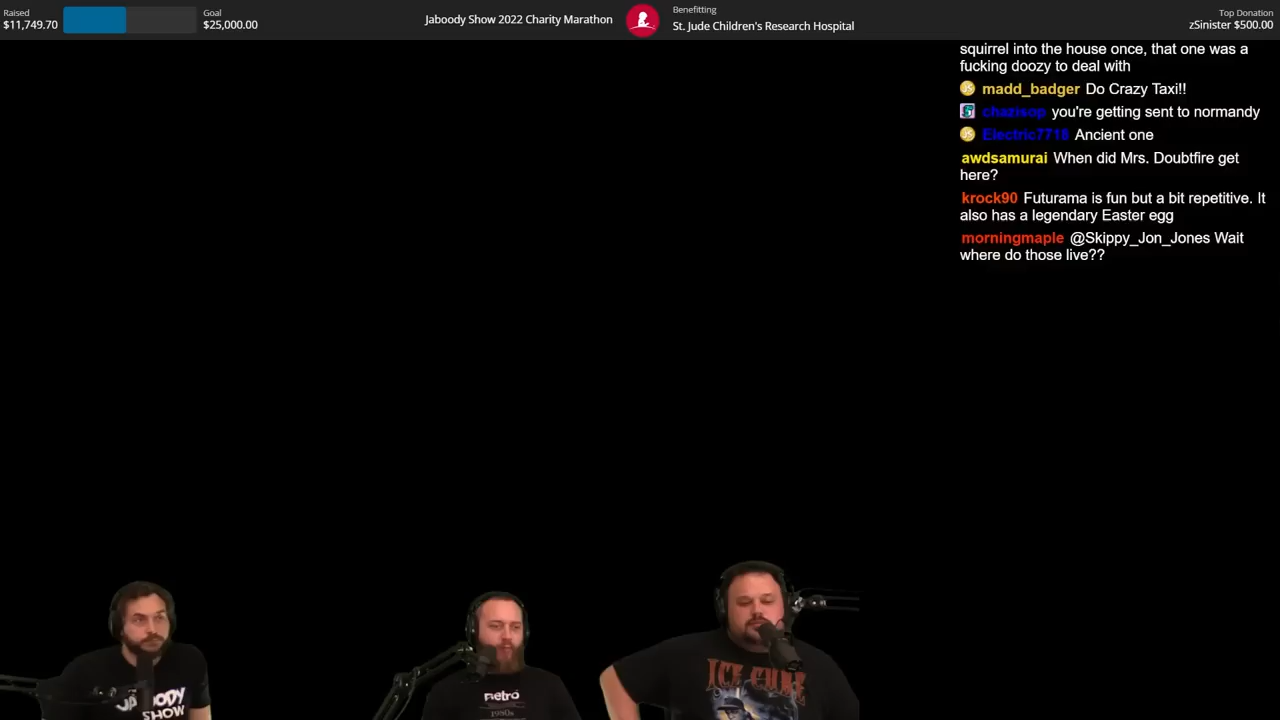 Raised
$11,749.70
Goal
$25,000.00
Jaboody Show 2022 Charity Marathon
Benefitting
St. Jude Children's Research Hospital
Top Donation
zSinister $500.00
squirrel into the house once, that one was a
fucking doozy to deal with
madd_badger Do Crazy Taxi!!
chazisop you're getting sent to normandy
Electric7718 Ancient one
awdsamurai When did Mrs. Doubtfire get
here?
krock90 Futurama is fun but a bit repetitive. It
also has a legendary Easter egg
morningmaple @Skippy_Jon_Jones Wait
where do those live??
SHOW
retro
1990s
ICE CUBE